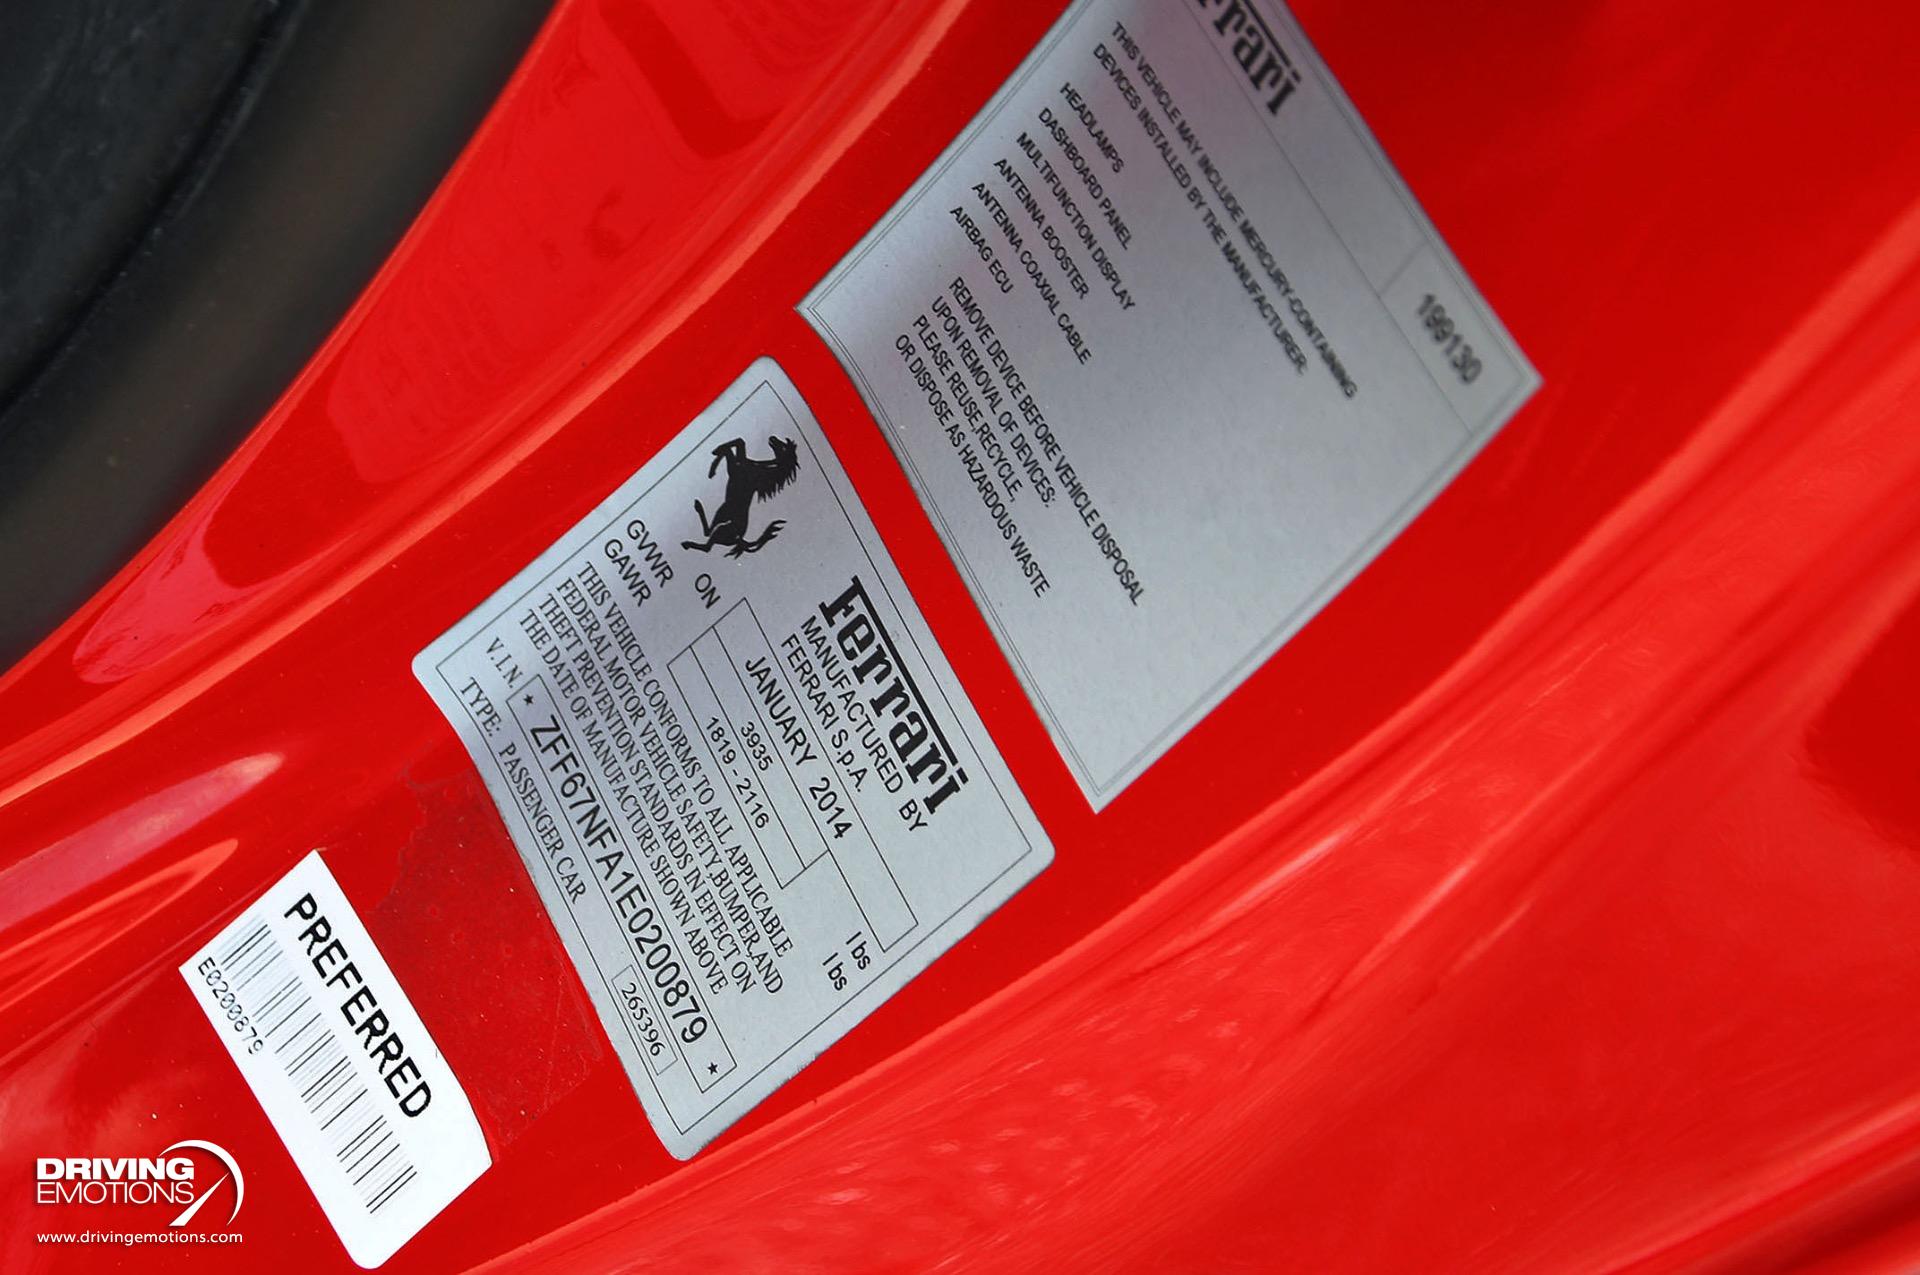 Ferrari
199130
THIS VEHICLE MAY INCLUDE MERCURY-CONTAINING
DEVICES INSTALLED BY THE MANUFACTURER.
HEADLAMPS
DASHBOARD PANEL
MULTIFUNCTION DISPLAY
ANTENNA BOOSTER
ANTENNA COAXIAL CABLE
AIRBAG ECU
REMOVE DEVICE BEFORE VEHICLE DISPOSAL
UPON REMOVAL OF DEVICES:
PLEASE REUSE,RECYCLE,
OR DISPOSE AS HAZARDOUS WASTE
Ferrari
MANUFACTURED BY
FERRARI S.p.A.
ON JANUARY 2014
GVWR 3935 lbs
GAWR 1819 - 2116 lbs
THIS VEHICLE CONFORMS TO ALL APPLICABLE
FEDERAL MOTOR VEHICLE SAFETY,BUMPER,AND
THEFT PREVENTION STANDARDS IN EFFECT ON
THE DATE OF MANUFACTURE SHOWN ABOVE
V.I.N. ★ ZFF67NFA1E0200879 ★
TYPE: PASSENGER CAR 265396
PREFERRED
E0200879
DRIVING
EMOTIONS
www.drivingemotions.com